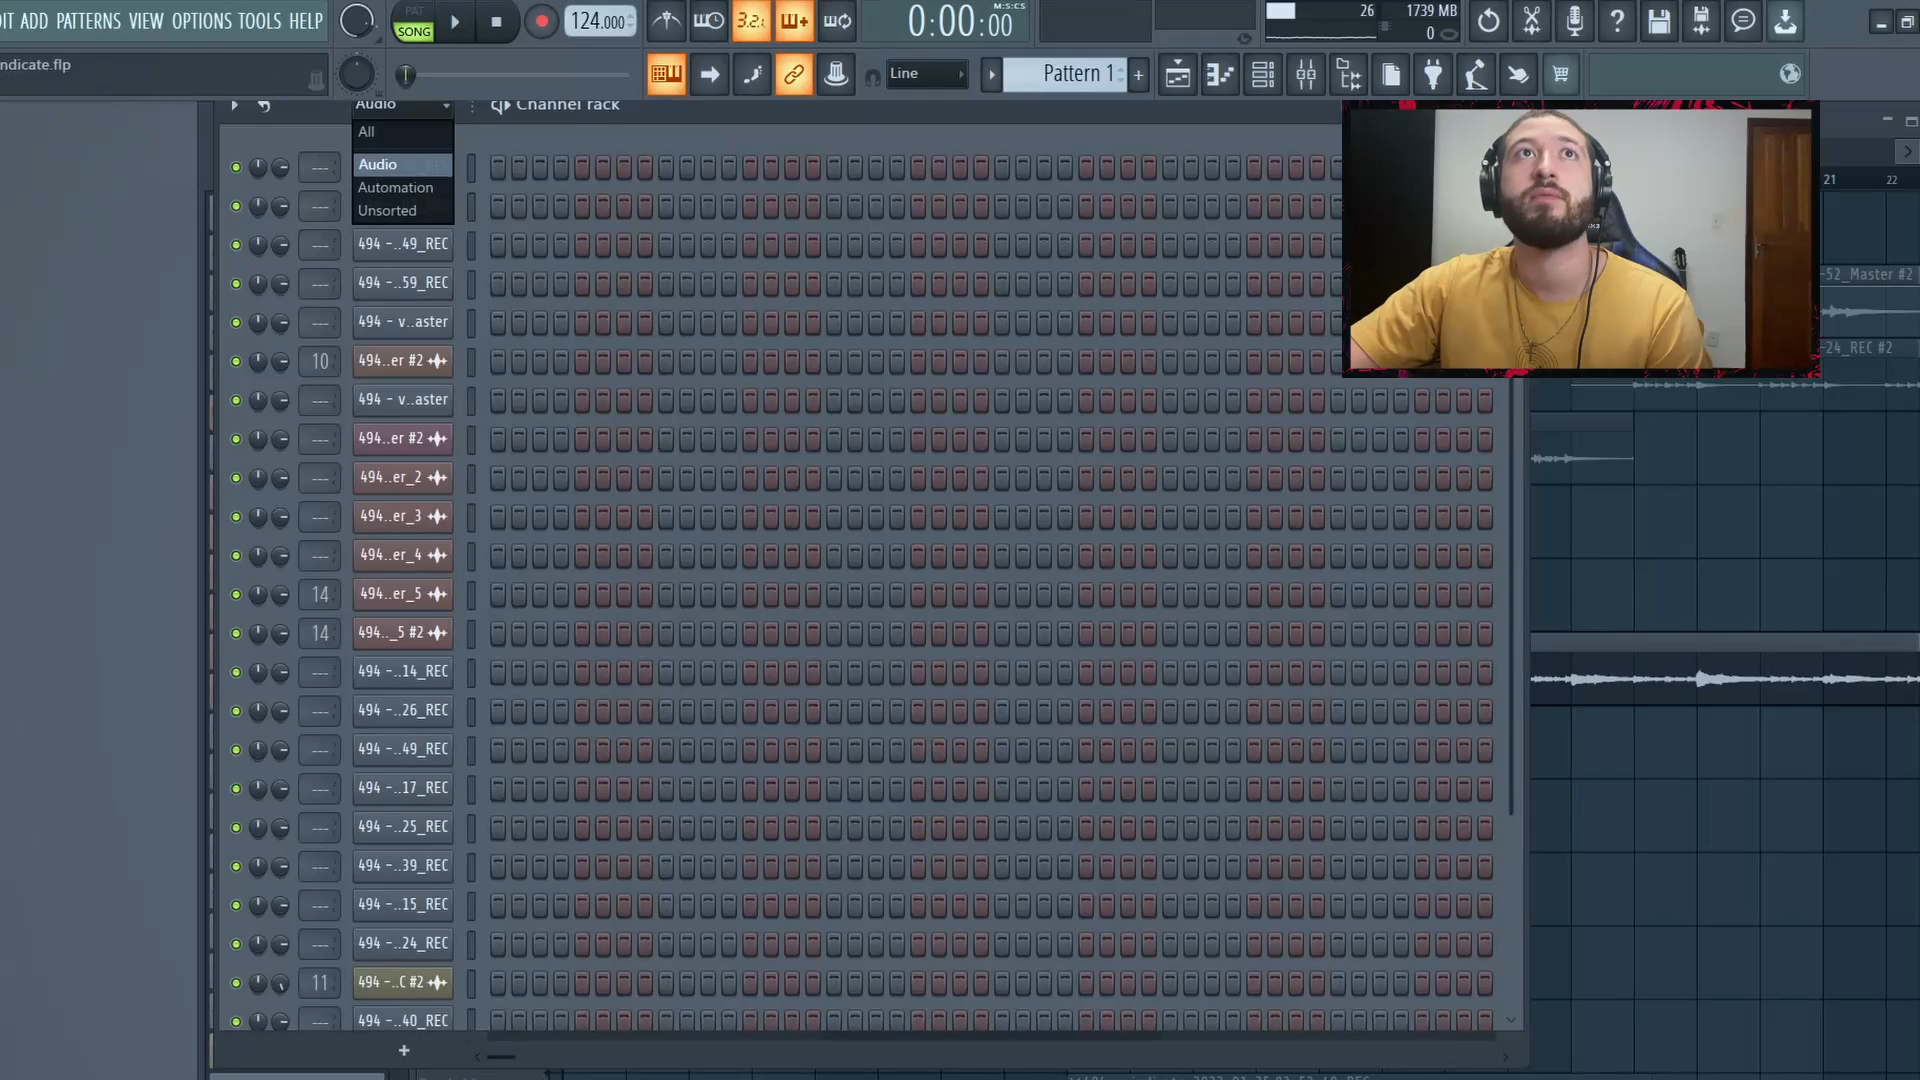 DIT ADD PATTERNS VIEW OPTIONS TOOLS HELP
PAT
SONG
124.000
3.2
0:00:00
M:S:CS
26
1739 MB
0
ndicate.flp
Line
Pattern 1
Audio
Channel rack
All
Audio
Automation
Unsorted
494 -..49_REC
494 -..59_REC
494 - v..aster
10
494..er #2
494 - v..aster
494..er #2
494..er_2
494..er_3
494..er_4
14
494..er_5
14
494.._5 #2
494 -..14_REC
494 -..26_REC
494 -..49_REC
494 -..17_REC
494 -..25_REC
494 -..39_REC
494 -..15_REC
494 -..24_REC
11
494 -..C #2
494 -..40_REC
21
22
-52_Master #2
-24_REC #2